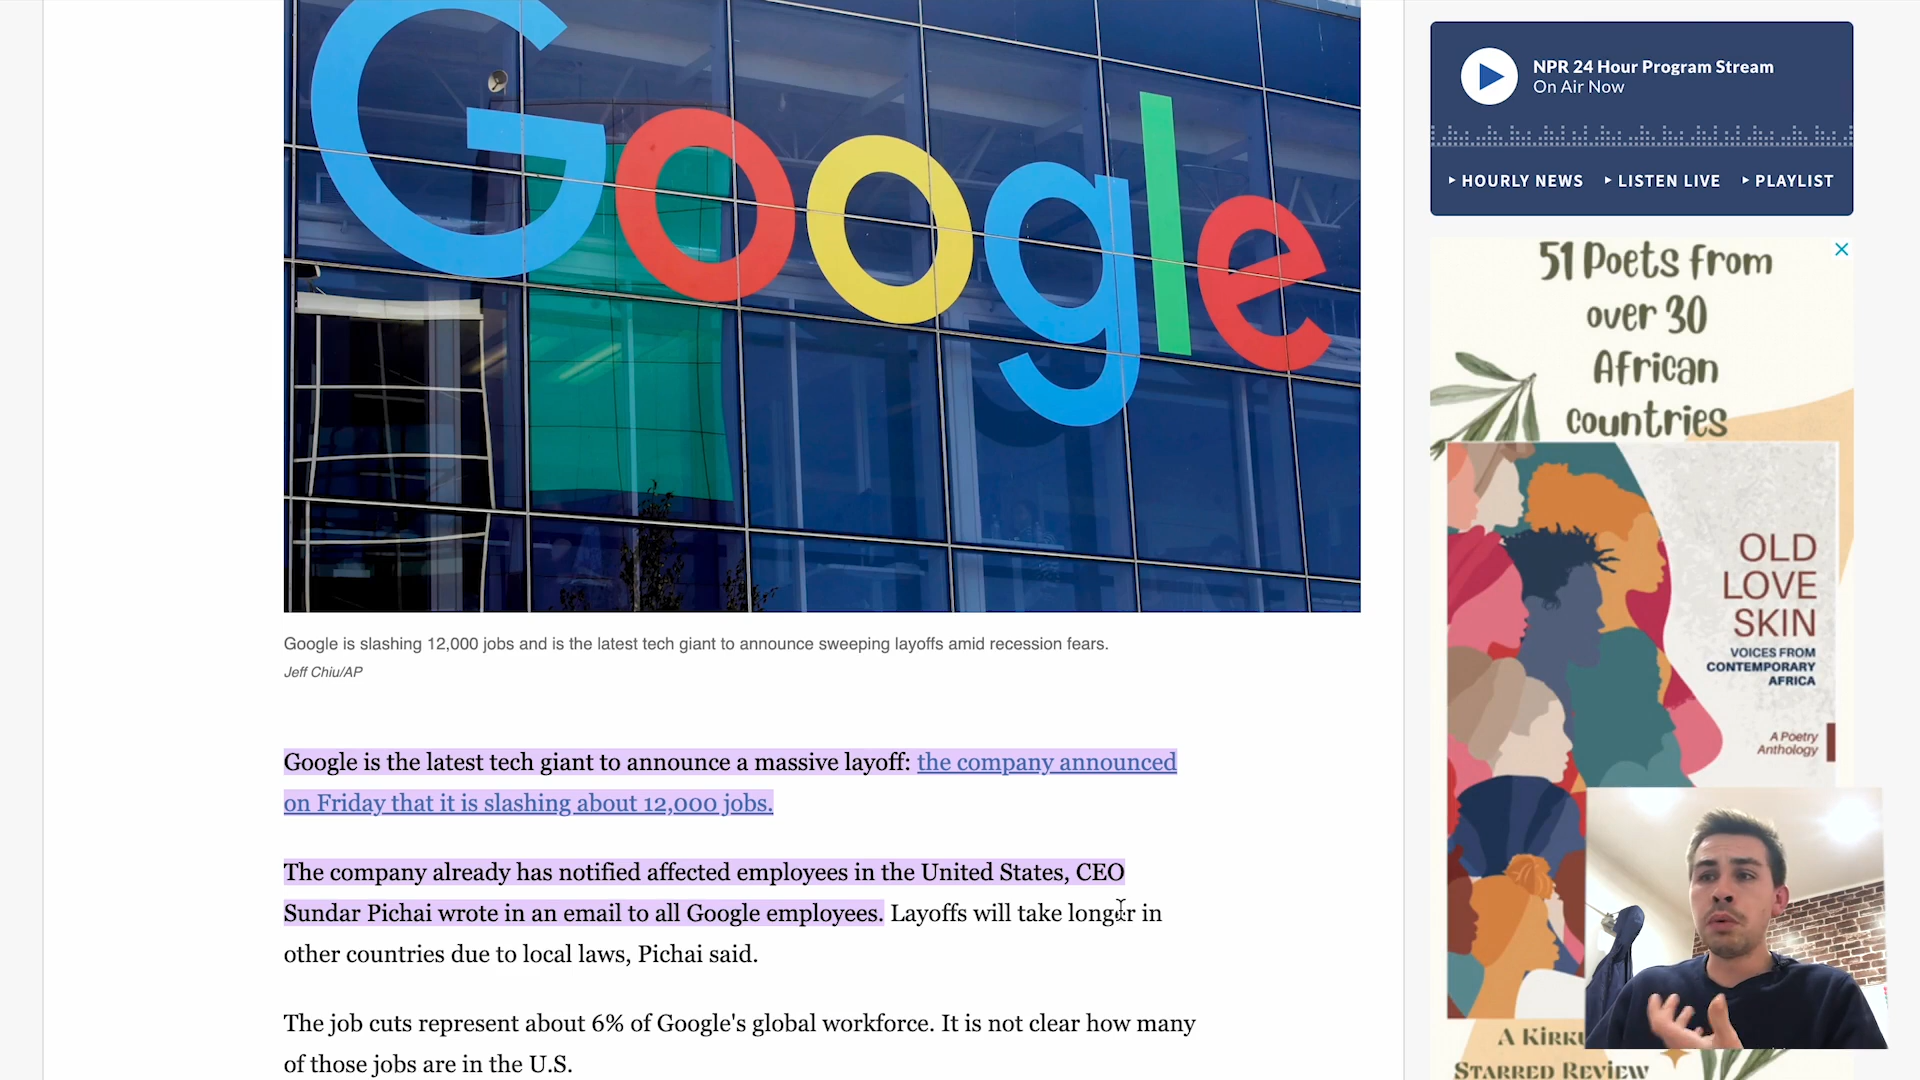 Google
Google is slashing 12,000 jobs and is the latest tech giant to announce sweeping layoffs amid recession fears.
Jeff Chiu/AP
Google is the latest tech giant to announce a massive layoff: the company announced
on Friday that it is slashing about 12,000 jobs.
The company already has notified affected employees in the United States, CEO
Sundar Pichai wrote in an email to all Google employees. Layoffs will take longer in
other countries due to local laws, Pichai said.
The job cuts represent about 6% of Google's global workforce. It is not clear how many
of those jobs are in the U.S.
NPR 24 Hour Program Stream
On Air Now
HOURLY NEWS LISTEN LIVE PLAYLIST
51 Poets from
over 30
African
countries
OLD
LOVE
SKIN
VOICES FROM
CONTEMPORARY
AFRICA
A Poetry
Anthology
A
STARRED REVIEW